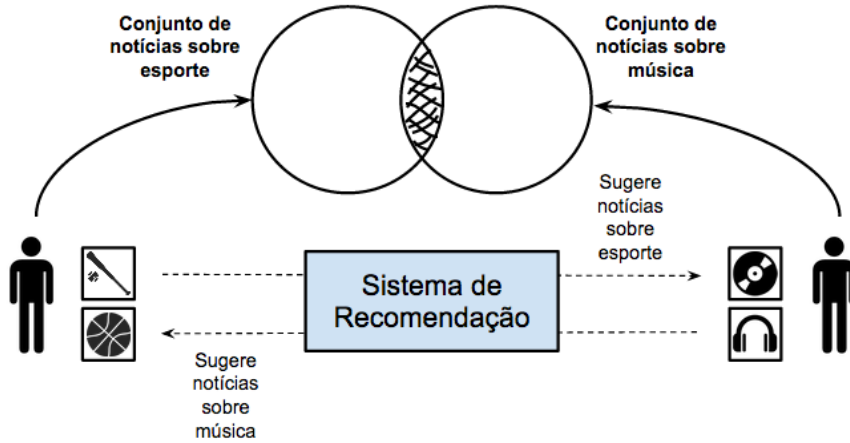 Conjunto de
notícias sobre
esporte
Conjunto de
notícias sobre
música
Sugere
notícias
sobre
esporte
Sistema de
Recomendação
Sugere
notícias
sobre
música